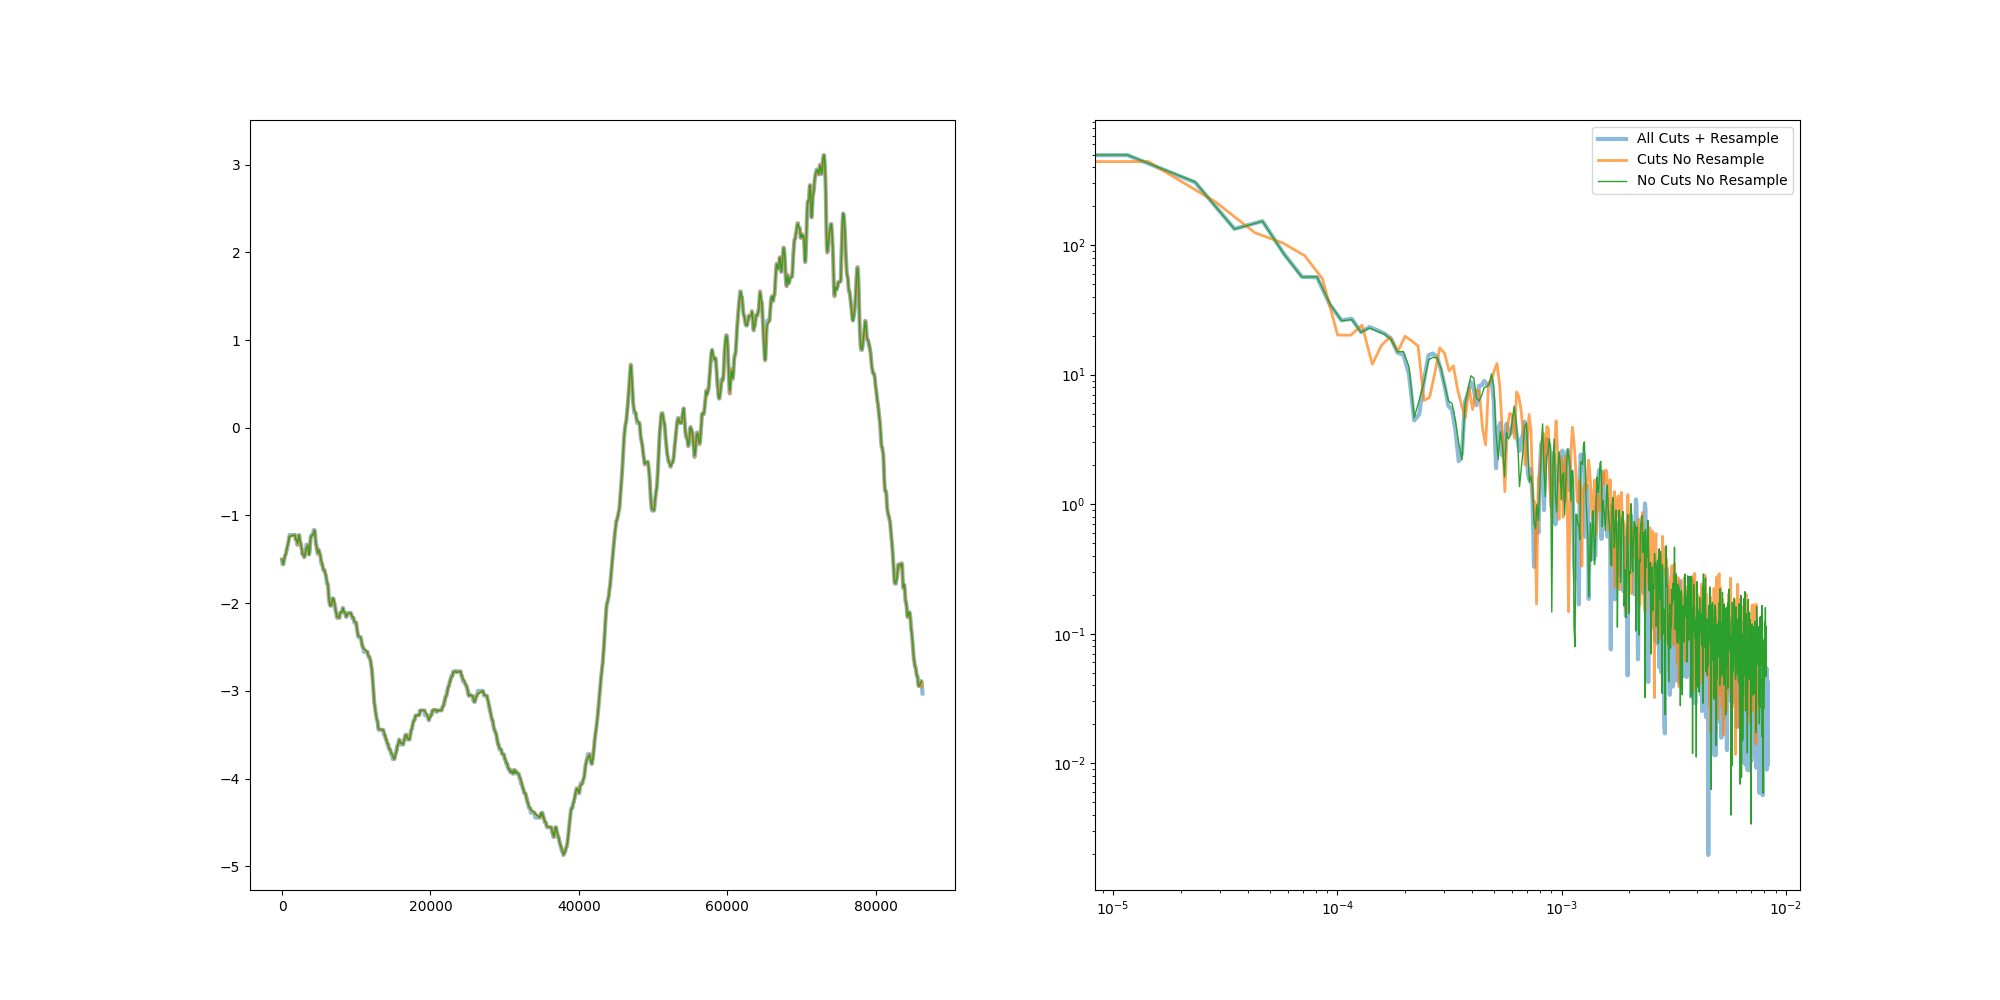 3
2
1
0
−1
−2
−3
−4
−5
0 20000 40000 60000 80000
All Cuts + Resample
Cuts No Resample
No Cuts No Resample
10²
10¹
10⁰
10⁻¹
10⁻²
10⁻⁵ 10⁻⁴ 10⁻³ 10⁻²